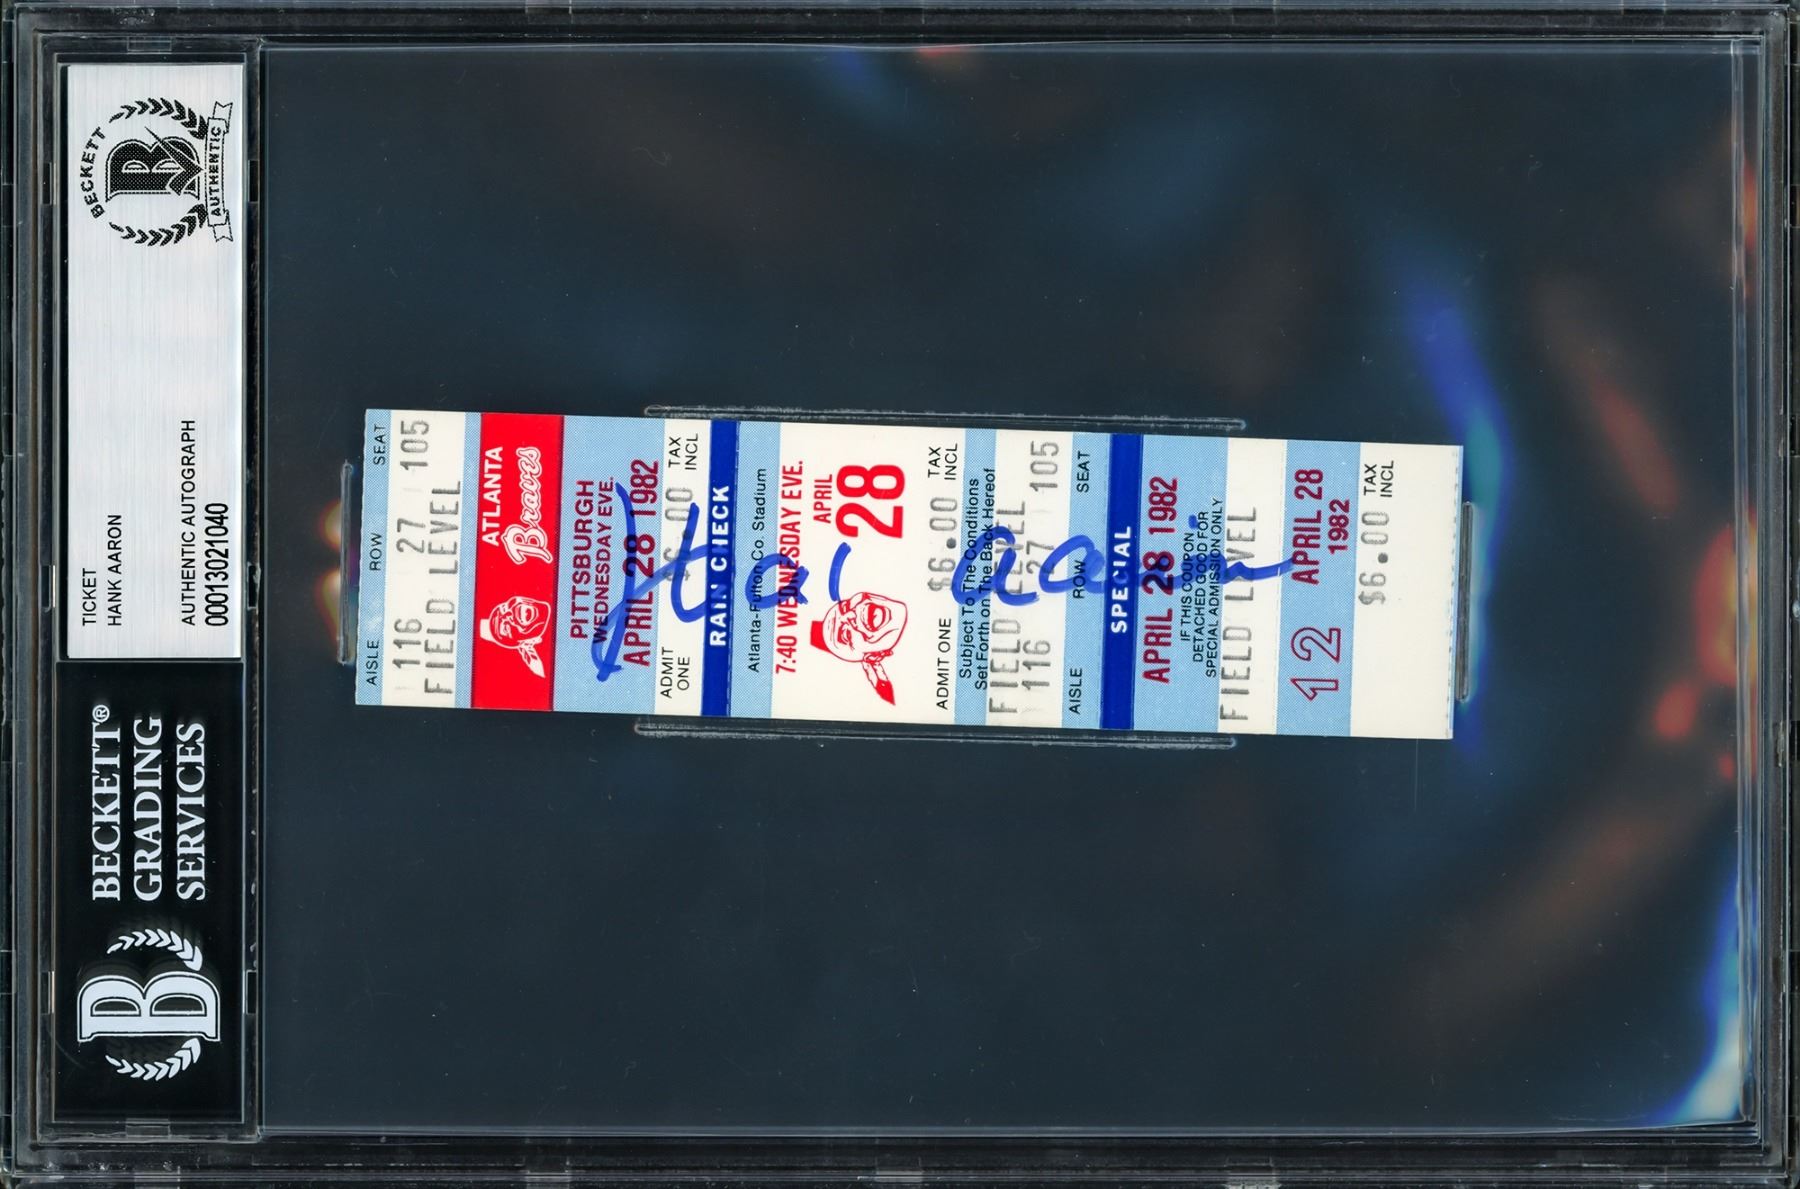 BECKETT
AUTHENTIC
TICKET
HANK AARON
AUTHENTIC AUTOGRAPH
00013021040
BECKETT®
GRADING
SERVICES
SEAT
ROW
AISLE
116 27 105
FIELD LEVEL
ATLANTA
Braves
PITTSBURGH
WEDNESDAY EVE.
APRIL 28 1982
ADMIT
ONE
$6.00 TAX
INCL
RAIN CHECK
Atlanta-Fulton Co. Stadium
7:40 WEDNESDAY EVE.
APRIL
28
ADMIT ONE
$6.00 TAX
INCL
Subject To The Conditions
Set Forth on The Back Hereof
FIELD LEVEL
116 27 105
AISLE ROW SEAT
SPECIAL
APRIL 28 1982
IF THIS COUPON
DETACHED GOOD FOR
SPECIAL ADMISSION ONLY
FIELD LEVEL
12
APRIL 28
1982
$6.00 TAX
INCL